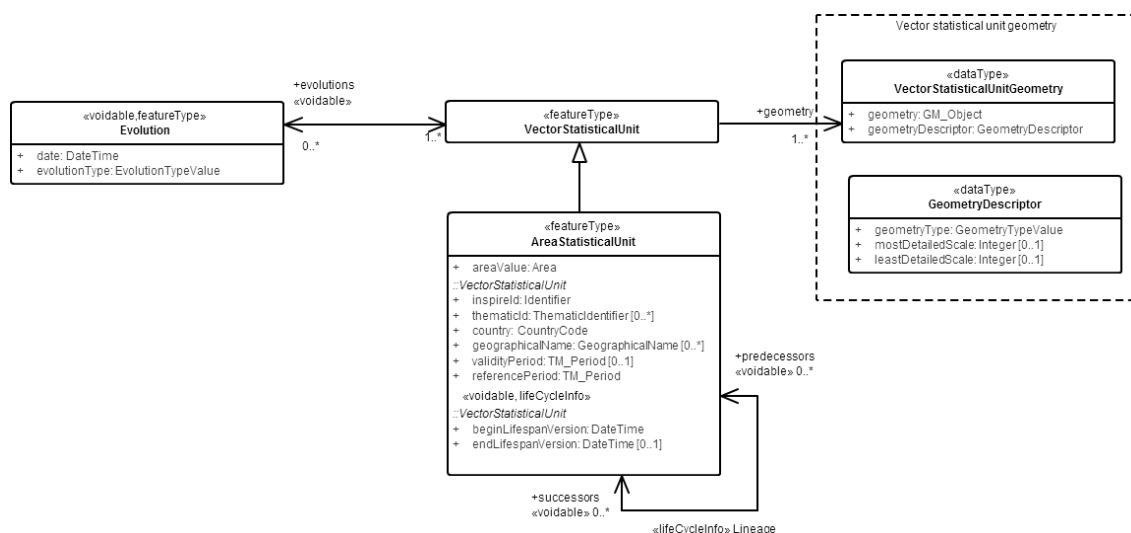 Vector statistical unit geometry
«voidable,featureType»
Evolution
+ date: DateTime
+ evolutionType: EvolutionTypeValue
+evolutions
«voidable»
0..*
1..*
«featureType»
VectorStatisticalUnit
+geometry
1..*
«dataType»
VectorStatisticalUnitGeometry
+ geometry: GM_Object
+ geometryDescriptor: GeometryDescriptor
«dataType»
GeometryDescriptor
+ geometryType: GeometryTypeValue
+ mostDetailedScale: Integer [0..1]
+ leastDetailedScale: Integer [0..1]
«featureType»
AreaStatisticalUnit
+ areaValue: Area
::VectorStatisticalUnit
+ inspireId: Identifier
+ thematicId: ThematicIdentifier [0..*]
+ country: CountryCode
+ geographicalName: GeographicalName [0..*]
+ validityPeriod: TM_Period [0..1]
+ referencePeriod: TM_Period
«voidable, lifeCycleInfo»
::VectorStatisticalUnit
+ beginLifespanVersion: DateTime
+ endLifespanVersion: DateTime [0..1]
+predecessors
«voidable» 0..*
+successors
«voidable» 0..*
«lifeCycleInfo» Lineage